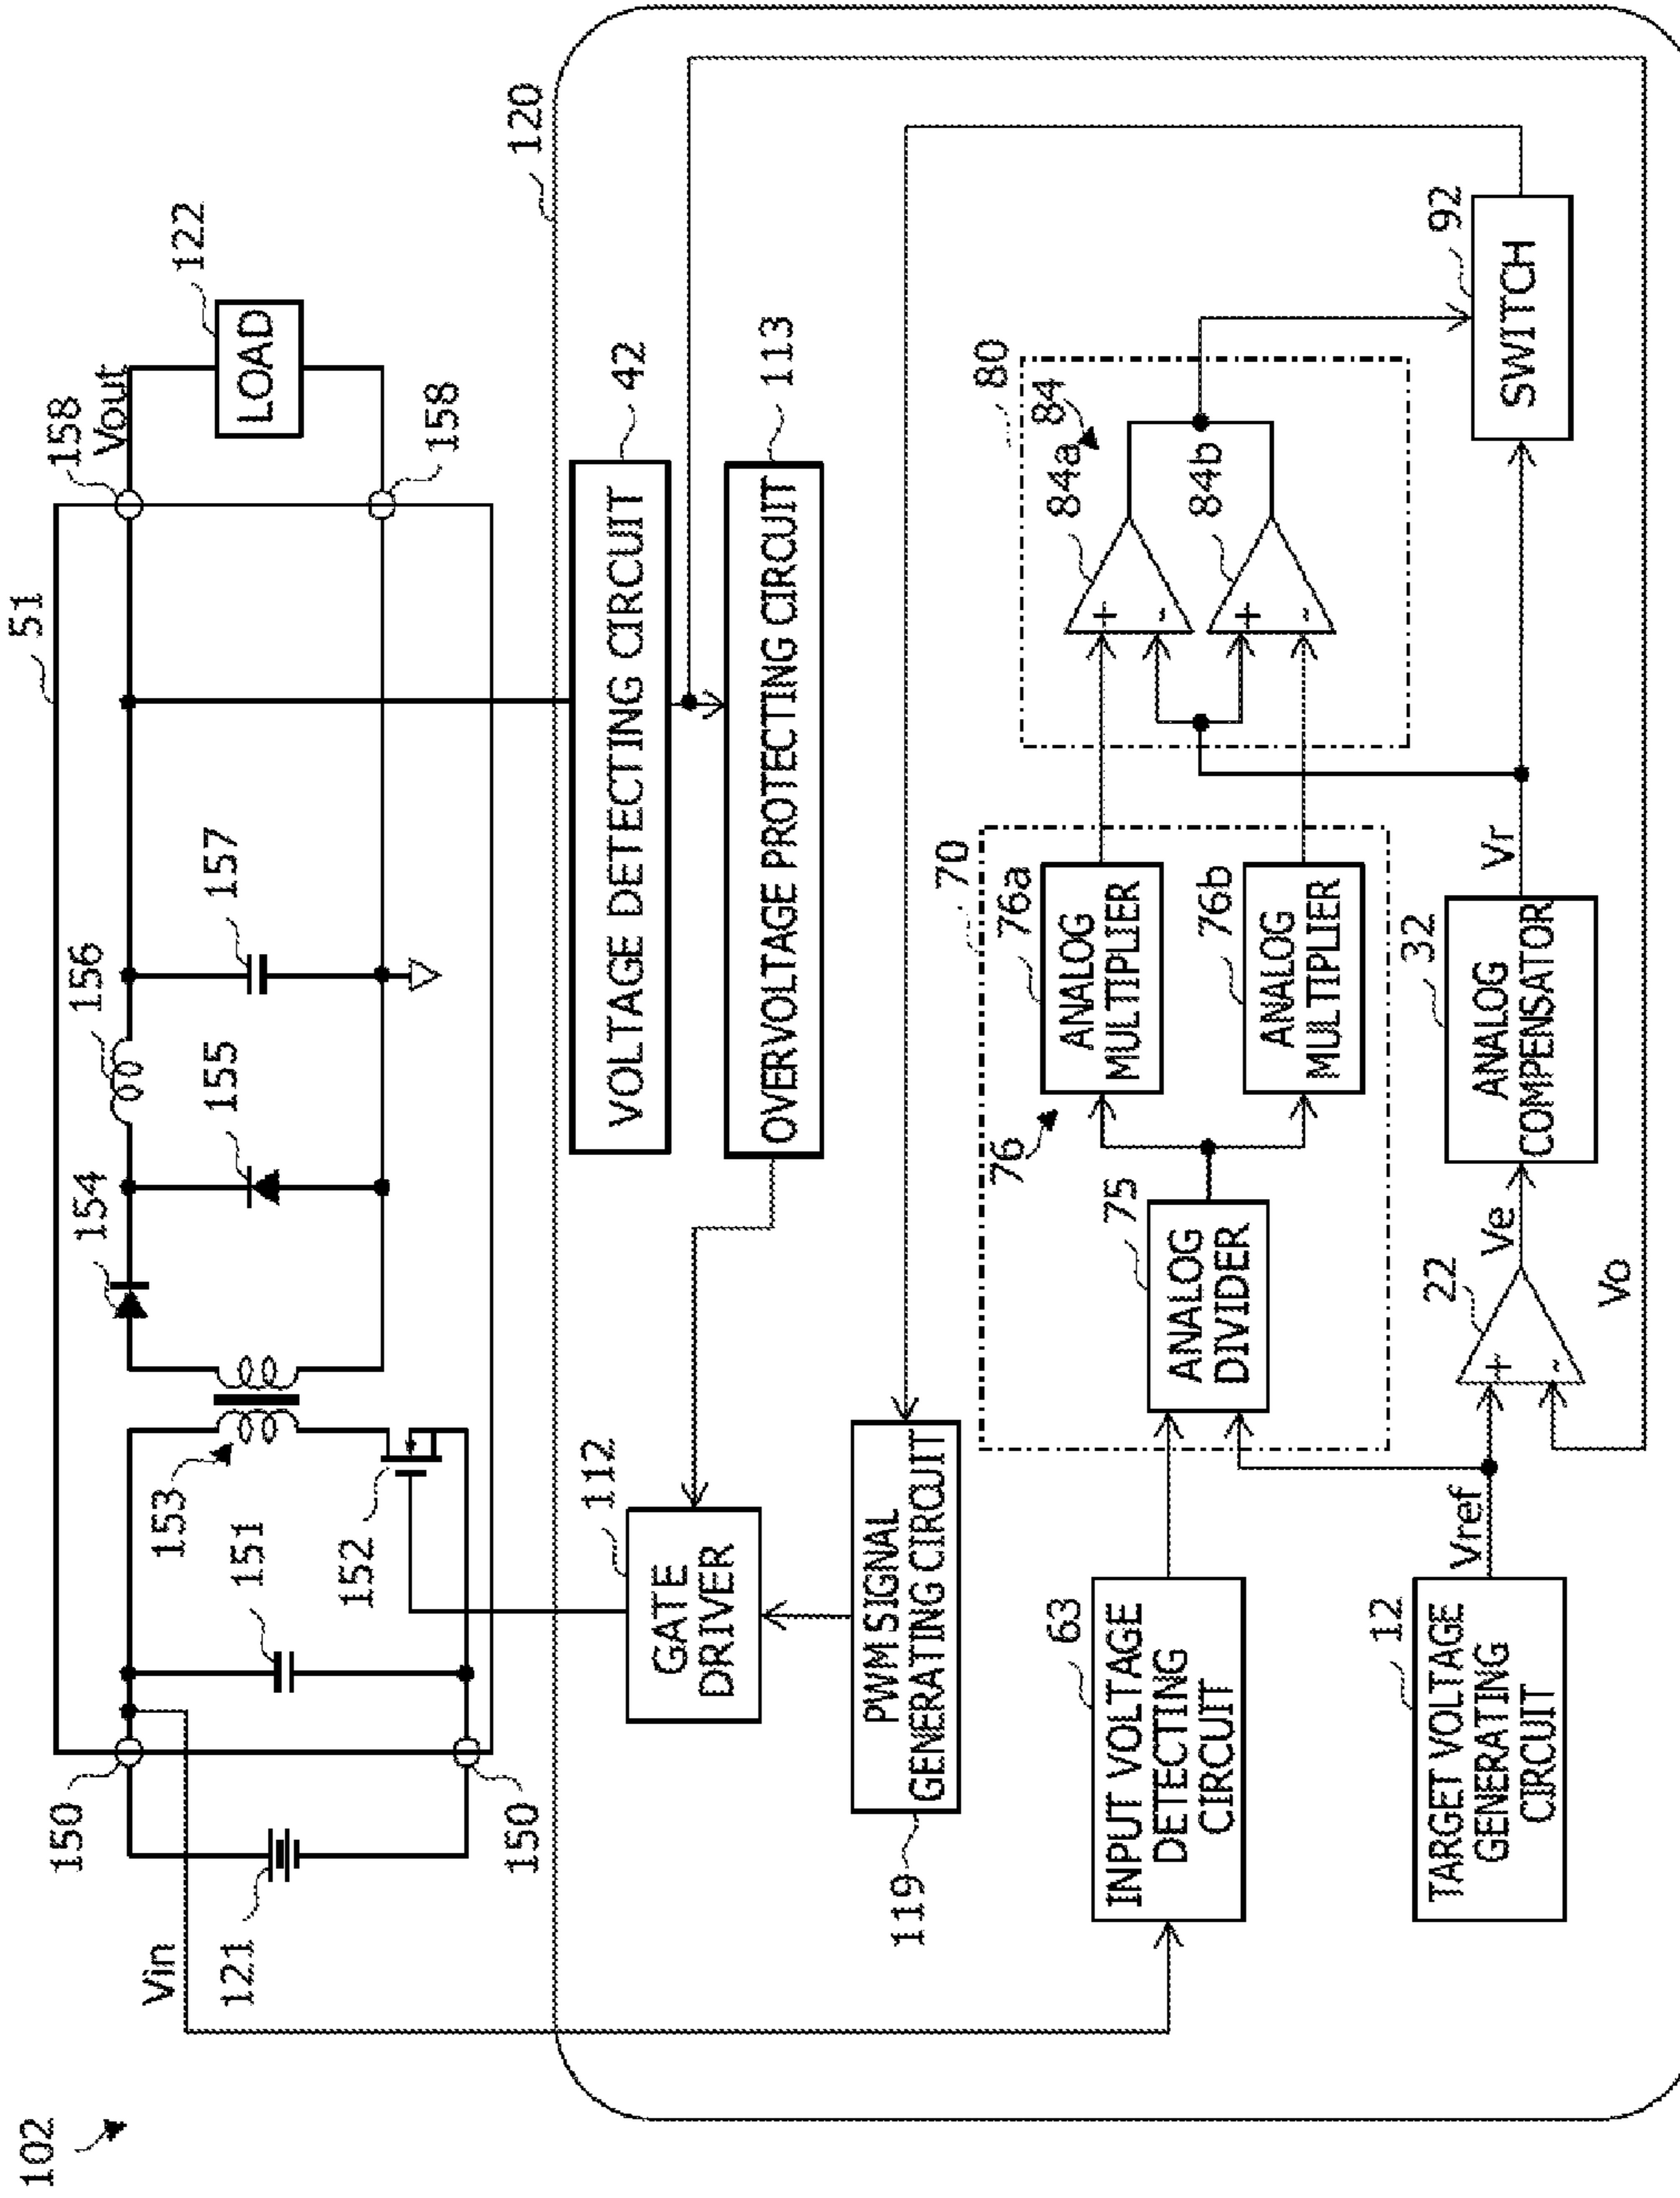 102
Vin
121
150
150
151
152
153
154
155
156
157
51
158
Vout
158
LOAD
122
120
VOLTAGE DETECTING CIRCUIT
42
OVERVOLTAGE PROTECTING CIRCUIT
113
GATE
DRIVER
112
PWM SIGNAL
GENERATING CIRCUIT
119
INPUT VOLTAGE
DETECTING
CIRCUIT
63
TARGET VOLTAGE
GENERATING
CIRCUIT
12
Vref
70
ANALOG
DIVIDER
75
76
ANALOG
MULTIPLIER
76a
ANALOG
MULTIPLIER
76b
80
84
84a
+
-
84b
+
-
22
+
-
Ve
Vo
ANALOG
COMPENSATOR
32
Vr
SWITCH
92